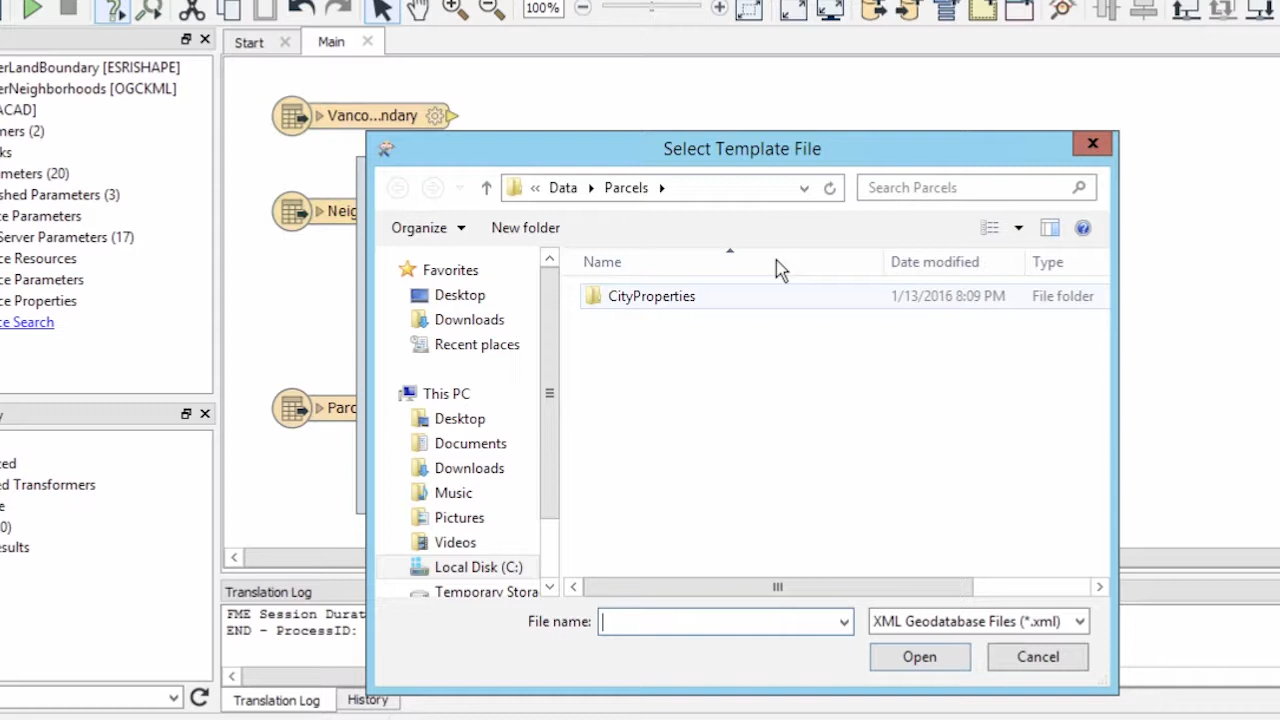 100%
Start
Main
erLandBoundary [ESRISHAPE]
erNeighborhoods [OGCKML]
ACAD]
mers (2)
ks
meters (20)
shed Parameters (3)
ce Parameters
Server Parameters (17)
ce Resources
ce Parameters
ce Properties
ce Search
y
ed
ed Transformers
e
0)
esults
Vanco...ndary
Neig
Parc
Select Template File
« Data Parcels
Search Parcels
Organize
New folder
Favorites
Desktop
Downloads
Recent places
This PC
Desktop
Documents
Downloads
Music
Pictures
Videos
Local Disk (C:)
Temporary Stora
Name Date modified Type
CityProperties 1/13/2016 8:09 PM File folder
File name:
XML Geodatabase Files (*.xml)
Open
Cancel
Translation Log
FME Session Durat
END - ProcessID:
Translation Log
History